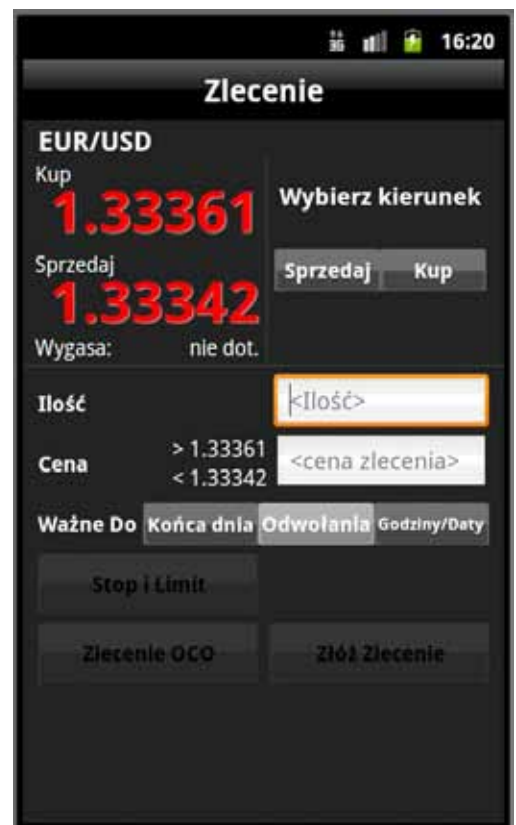 3G 16:20
Zlecenie
EUR/USD
Kup
1.33361
Wybierz kierunek
Sprzedaj
1.33342
Sprzedaj Kup
Wygasa: nie dot.
Ilość <Ilość>
Cena > 1.33361 <cena zlecenia>
< 1.33342
Ważne Do Końca dnia Odwołania Godziny/Daty
Stop i Limit
Zlecenie OCO Złóż Zlecenie